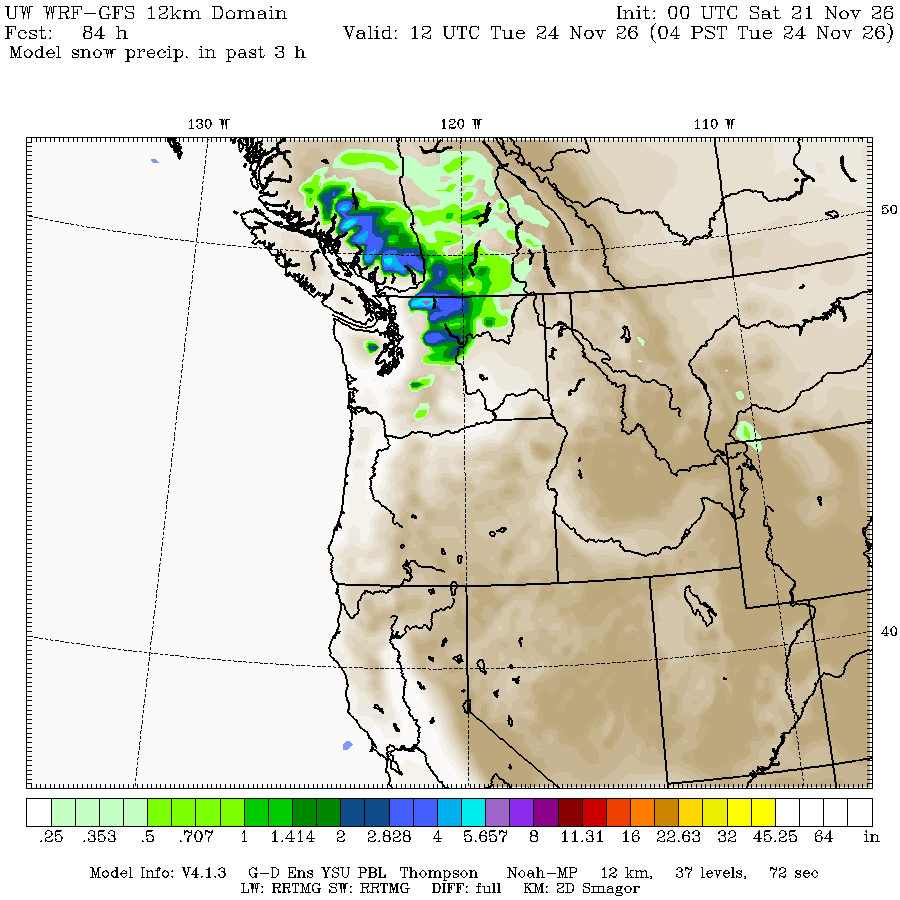 UW WRF-GFS 12km Domain Init: 00 UTC Sat 21 Nov 26
Fcst: 84 h Valid: 12 UTC Tue 24 Nov 26 (04 PST Tue 24 Nov 26)
Model snow precip. in past 3 h
130 W 120 W 110 W
50
40
.25 .353 .5 .707 1 1.414 2 2.828 4 5.657 8 11.31 16 22.63 32 45.25 64 in
Model Info: V4.1.3 G-D Ens YSU PBL Thompson Noah-MP 12 km, 37 levels, 72 sec
LW: RRTMG SW: RRTMG DIFF: full KM: 2D Smagor